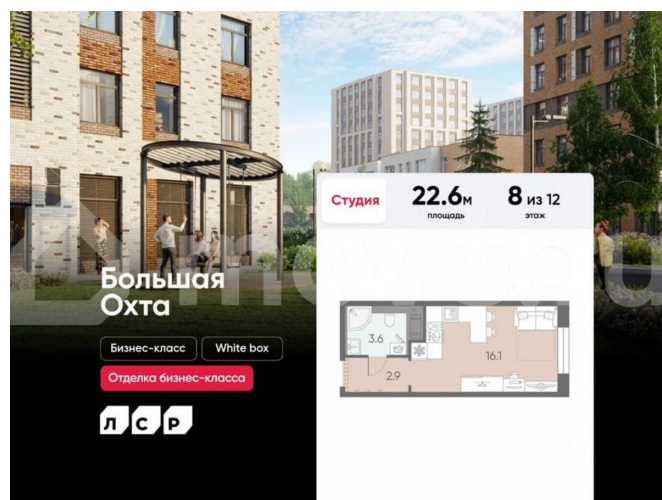 Студия
22.6м
площадь
8 из 12
этаж
Большая
Охта
Бизнес-класс
White box
Отделка бизнес-класса
ЛСР
3.6
16.1
2.9